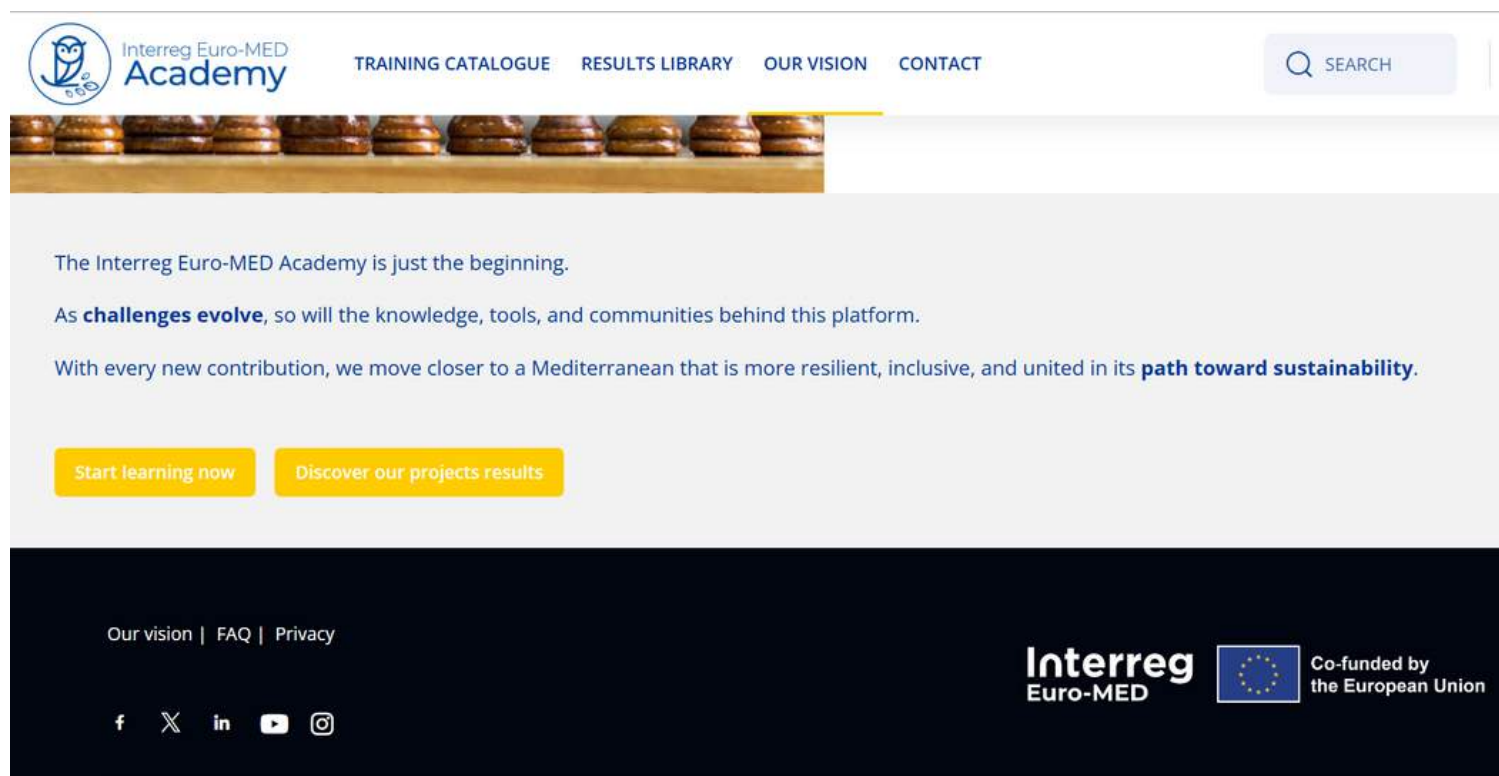 Interreg Euro-MED
Academy
TRAINING CATALOGUE RESULTS LIBRARY OUR VISION CONTACT
SEARCH
The Interreg Euro-MED Academy is just the beginning.
As challenges evolve, so will the knowledge, tools, and communities behind this platform.
With every new contribution, we move closer to a Mediterranean that is more resilient, inclusive, and united in its path toward sustainability.
Start learning now
Discover our projects results
Our vision | FAQ | Privacy
Interreg
Euro-MED
Co-funded by
the European Union